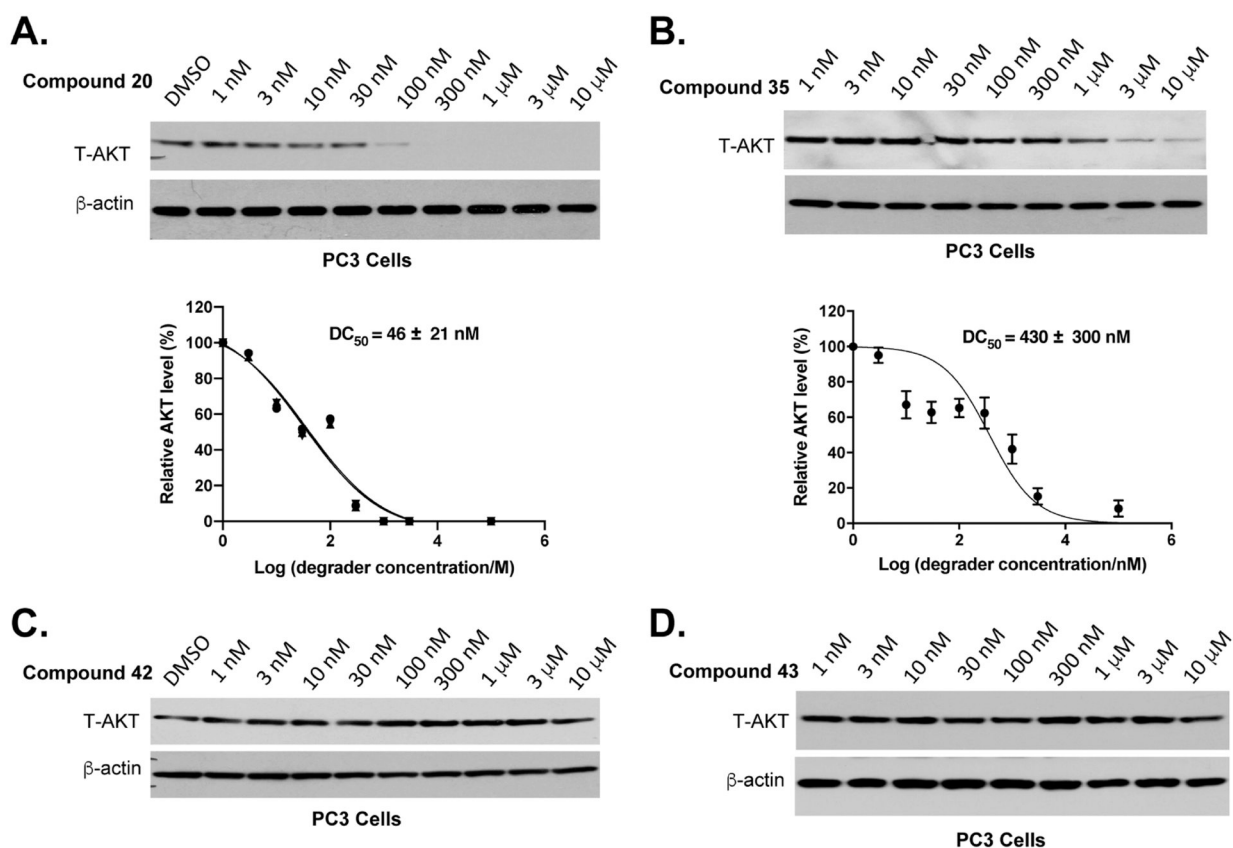 A.
Compound 20
DMSO
1 nM
3 nM
10 nM
30 nM
100 nM
300 nM
1 μM
3 μM
10 μM
T-AKT
β-actin
PC3 Cells
Relative AKT level (%)
120
100
80
60
40
20
0
DC50 = 46 ± 21 nM
0 2 4 6
Log (degrader concentration/M)
B.
Compound 35
1 nM
3 nM
10 nM
30 nM
100 nM
300 nM
1 μM
3 μM
10 μM
T-AKT
PC3 Cells
Relative AKT level (%)
120
100
80
60
40
20
0
DC50 = 430 ± 300 nM
0 2 4 6
Log (degrader concentration/nM)
C.
Compound 42
DMSO
1 nM
3 nM
10 nM
30 nM
100 nM
300 nM
1 μM
3 μM
10 μM
T-AKT
β-actin
PC3 Cells
D.
Compound 43
1 nM
3 nM
10 nM
30 nM
100 nM
300 nM
1 μM
3 μM
10 μM
T-AKT
β-actin
PC3 Cells